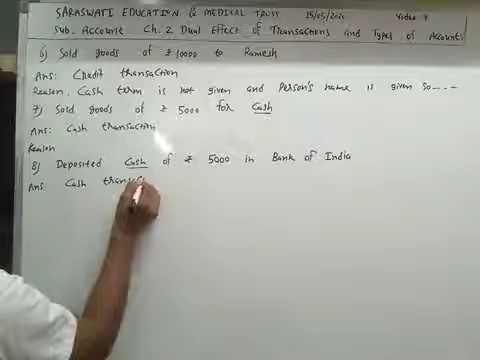 SARASWATI EDUCATION & MEDICAL TRUST 15/05/2021 Video 7
Sub. Account Ch. 2 Dual Effect of Transactions and Types of Accounts
6) Sold goods of ₹ 10000 to Ramesh
Ans: Credit transaction
Reason. Cash term is not given and Person's name is given so-..-
7) Sold goods of ₹ 5000 for Cash
Ans: Cash transaction
Reason
8) Deposited Cash of ₹ 5000 in Bank of India
Ans Cash transac